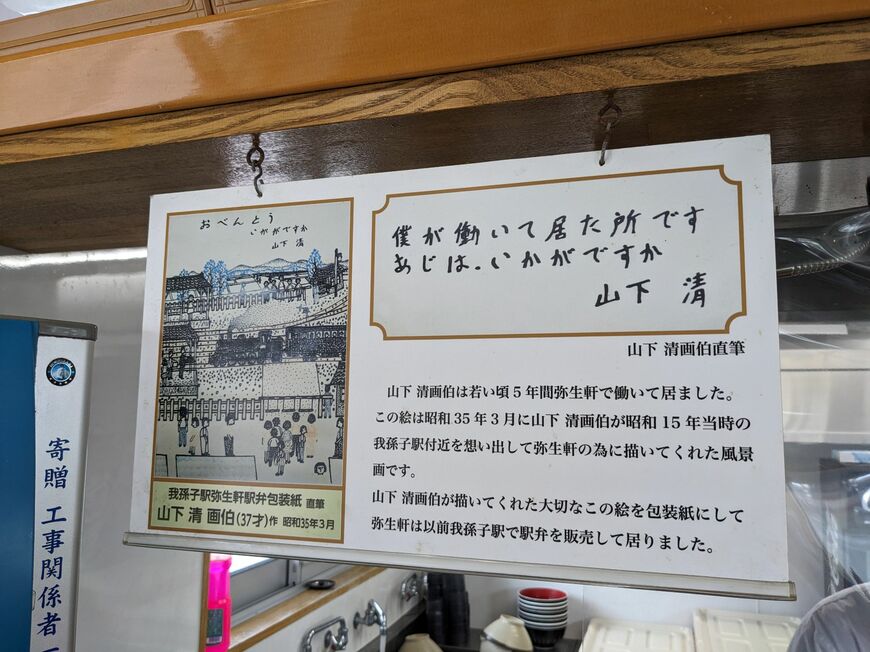 おべんとう
いかがですか
山下 清
我孫子駅弥生軒駅弁包装紙 直筆
山下 清 画伯(37才)作 昭和35年3月
僕が働いて居た所です
あじは、いかがですか
山下 清
山下 清画伯直筆
山下 清画伯は若い頃5年間弥生軒で働いて居ました。
この絵は昭和35年3月に山下 清画伯が昭和15年当時の
我孫子駅付近を想い出して弥生軒の為に描いてくれた風景
画です。
山下 清画伯が描いてくれた大切なこの絵を包装紙にして
弥生軒は以前我孫子駅で駅弁を販売して居りました。
寄贈 工事関係者一